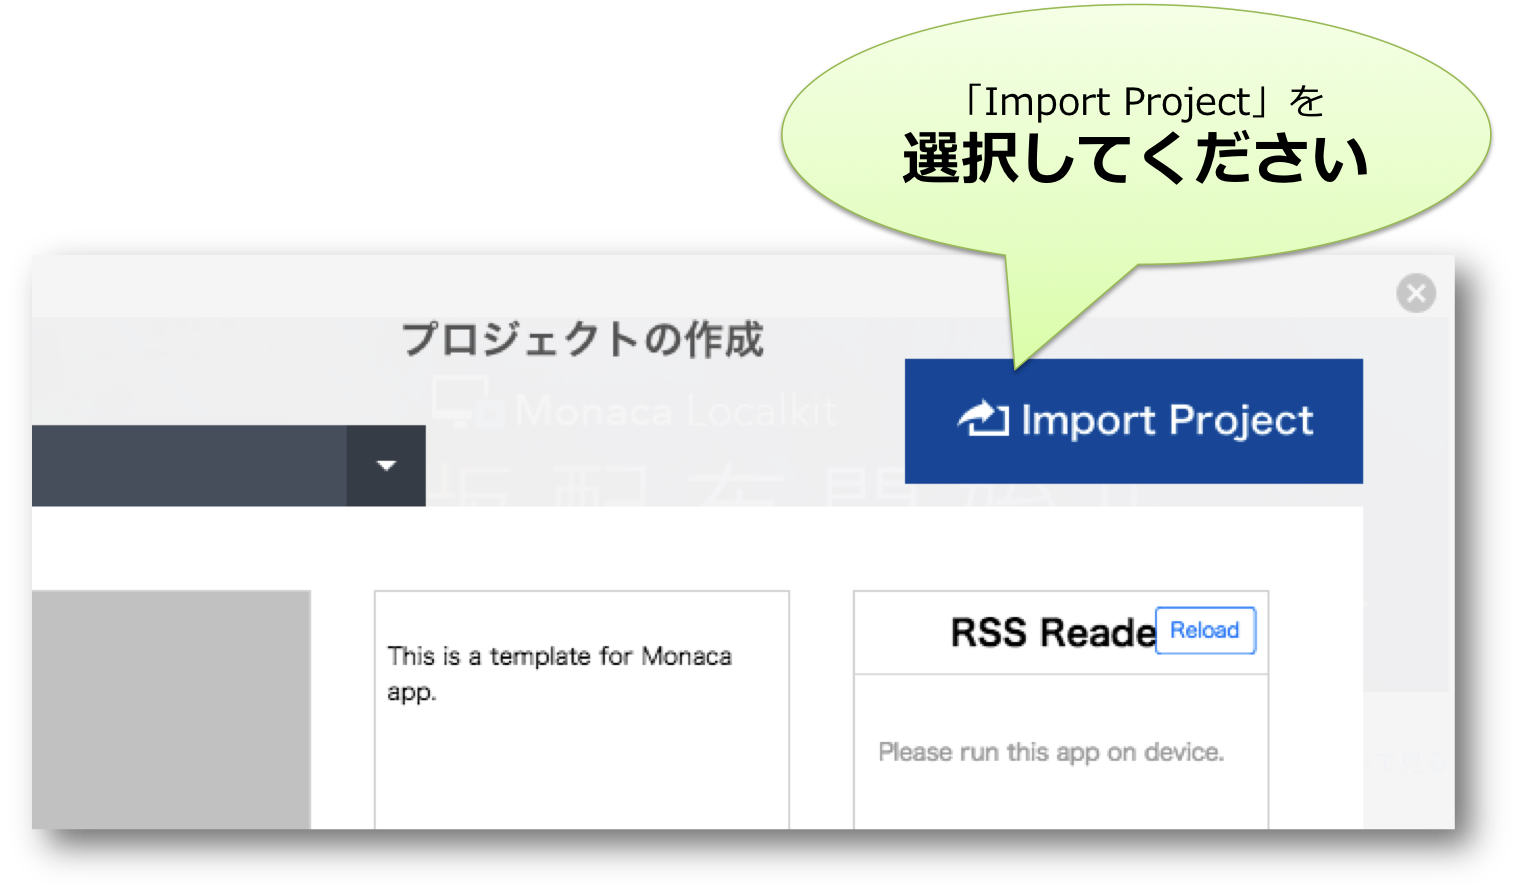 「Import Project」を
選択してください
プロジェクトの作成
Monaca Localkit
Import Project
RSS Reade
Reload
This is a template for Monaca
app.
Please run this app on device.